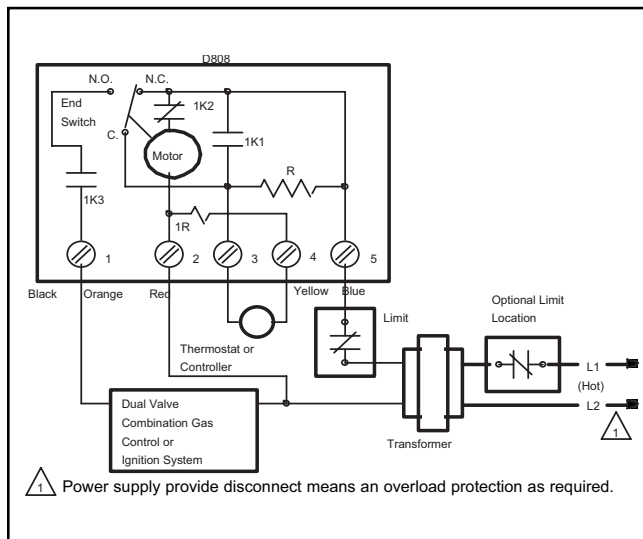 D808
N.O. N.C.
End
Switch
1K2
C.
1K1
Motor
R
1K3
1R
1 2 3 4 5
Black Orange Red Yellow Blue
Optional Limit
Location
Limit
Thermostat or
Controller
L1
(Hot)
L2
Dual Valve
Combination Gas
Control or
Ignition System
Transformer
1
1 Power supply provide disconnect means an overload protection as required.